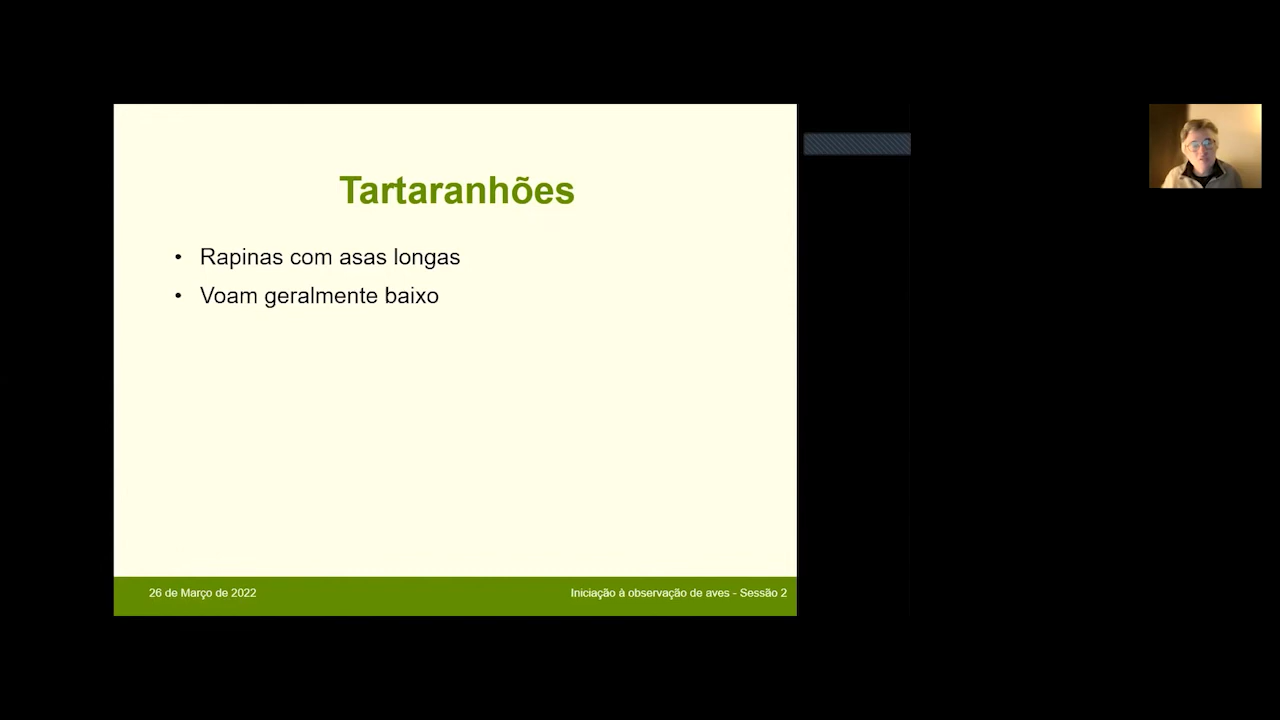 Tartaranhões
• Rapinas com asas longas
• Voam geralmente baixo
26 de Março de 2022
Iniciação à observação de aves - Sessão 2